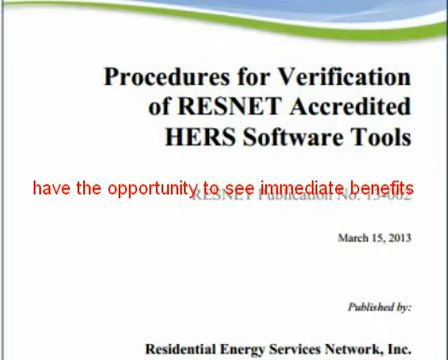 Procedures for Verification
of RESNET Accredited
HERS Software Tools
have the opportunity to see immediate benefits
RESNET Publication No. 13-002
March 15, 2013
Published by:
Residential Energy Services Network, Inc.